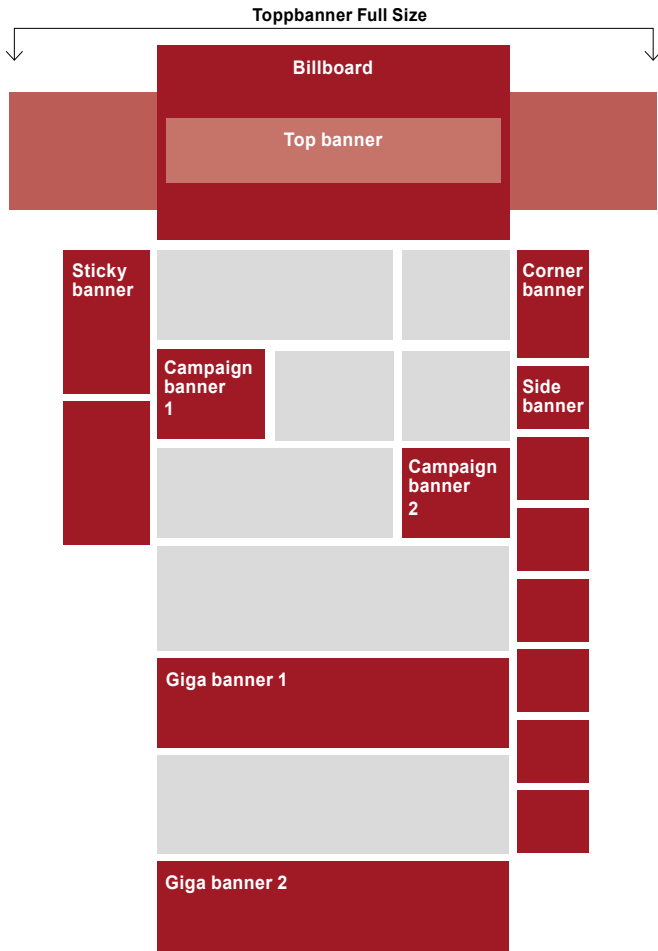 Toppbanner Full Size
Billboard
Top banner
Sticky
banner
Corner
banner
Campaign
banner
1
Side
banner
Campaign
banner
2
Giga banner 1
Giga banner 2